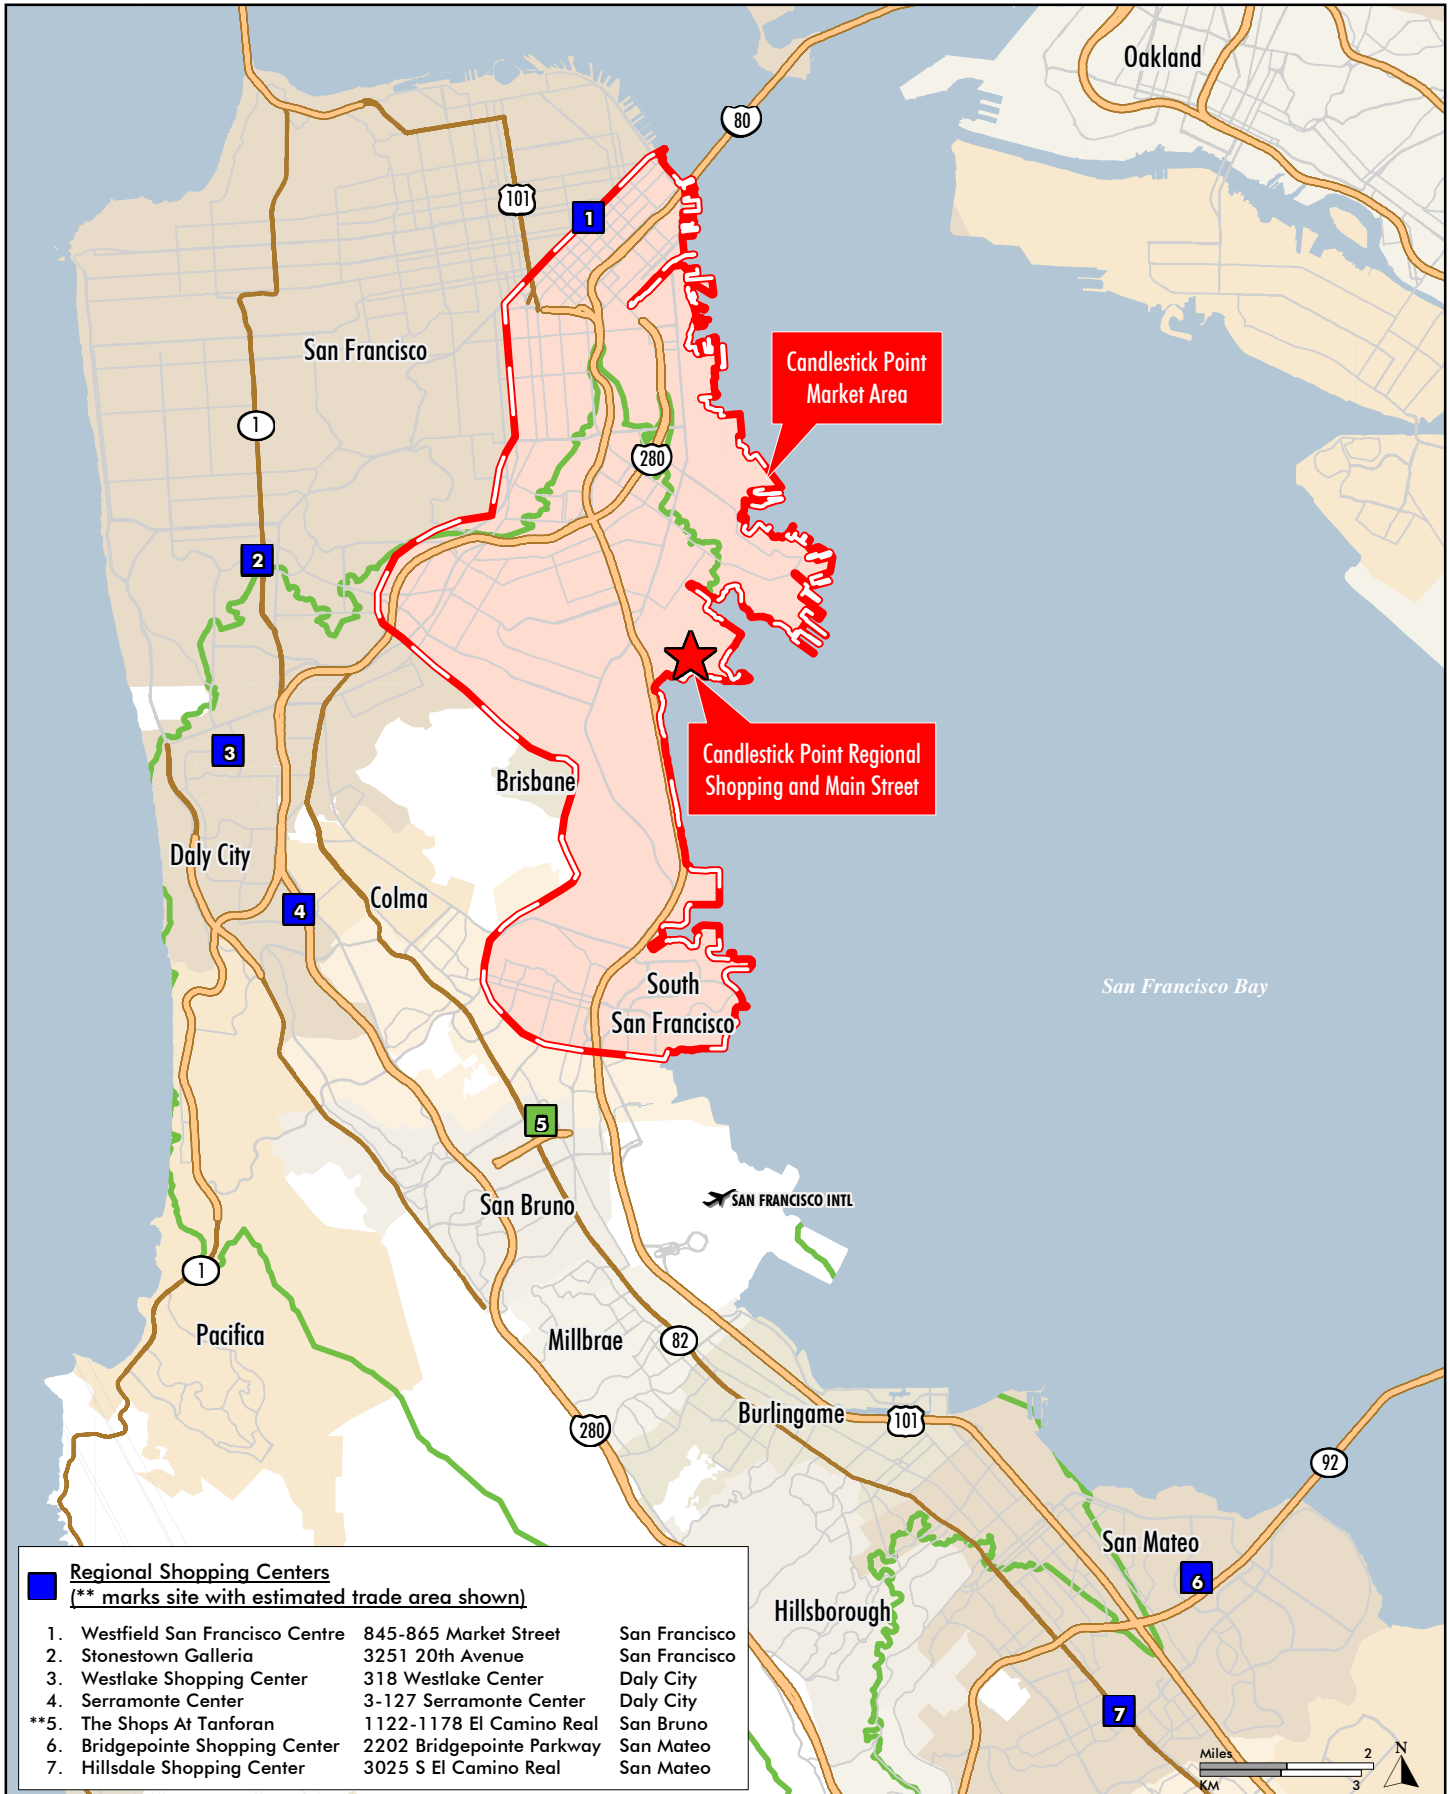 Oakland
80
101
1
San Francisco
Candlestick Point
Market Area
1
280
2
3
Candlestick Point Regional
Shopping and Main Street
Brisbane
Daly City
Colma
4
South
San Francisco
San Francisco Bay
5
San Bruno
SAN FRANCISCO INTL
1
Pacifica
Millbrae
82
280
Burlingame
101
92
San Mateo
6
Hillsborough
7
Regional Shopping Centers
(** marks site with estimated trade area shown)
1. Westfield San Francisco Centre 845-865 Market Street San Francisco
2. Stonestown Galleria 3251 20th Avenue San Francisco
3. Westlake Shopping Center 318 Westlake Center Daly City
4. Serramonte Center 3-127 Serramonte Center Daly City
**5. The Shops At Tanforan 1122-1178 El Camino Real San Bruno
6. Bridgepointe Shopping Center 2202 Bridgepointe Parkway San Mateo
7. Hillsdale Shopping Center 3025 S El Camino Real San Mateo
Miles 2
KM 3
N